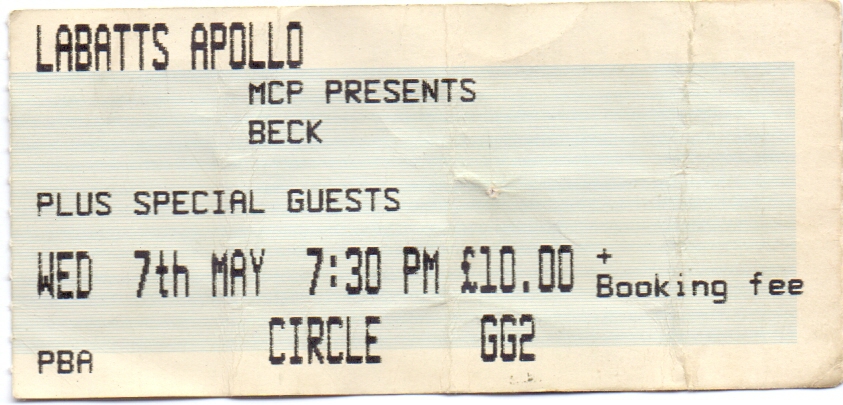 LABATTS APOLLO
MCP PRESENTS
BECK
PLUS SPECIAL GUESTS
WED 7th MAY 7:30 PM £10.00 + Booking fee
CIRCLE GG2
PBA